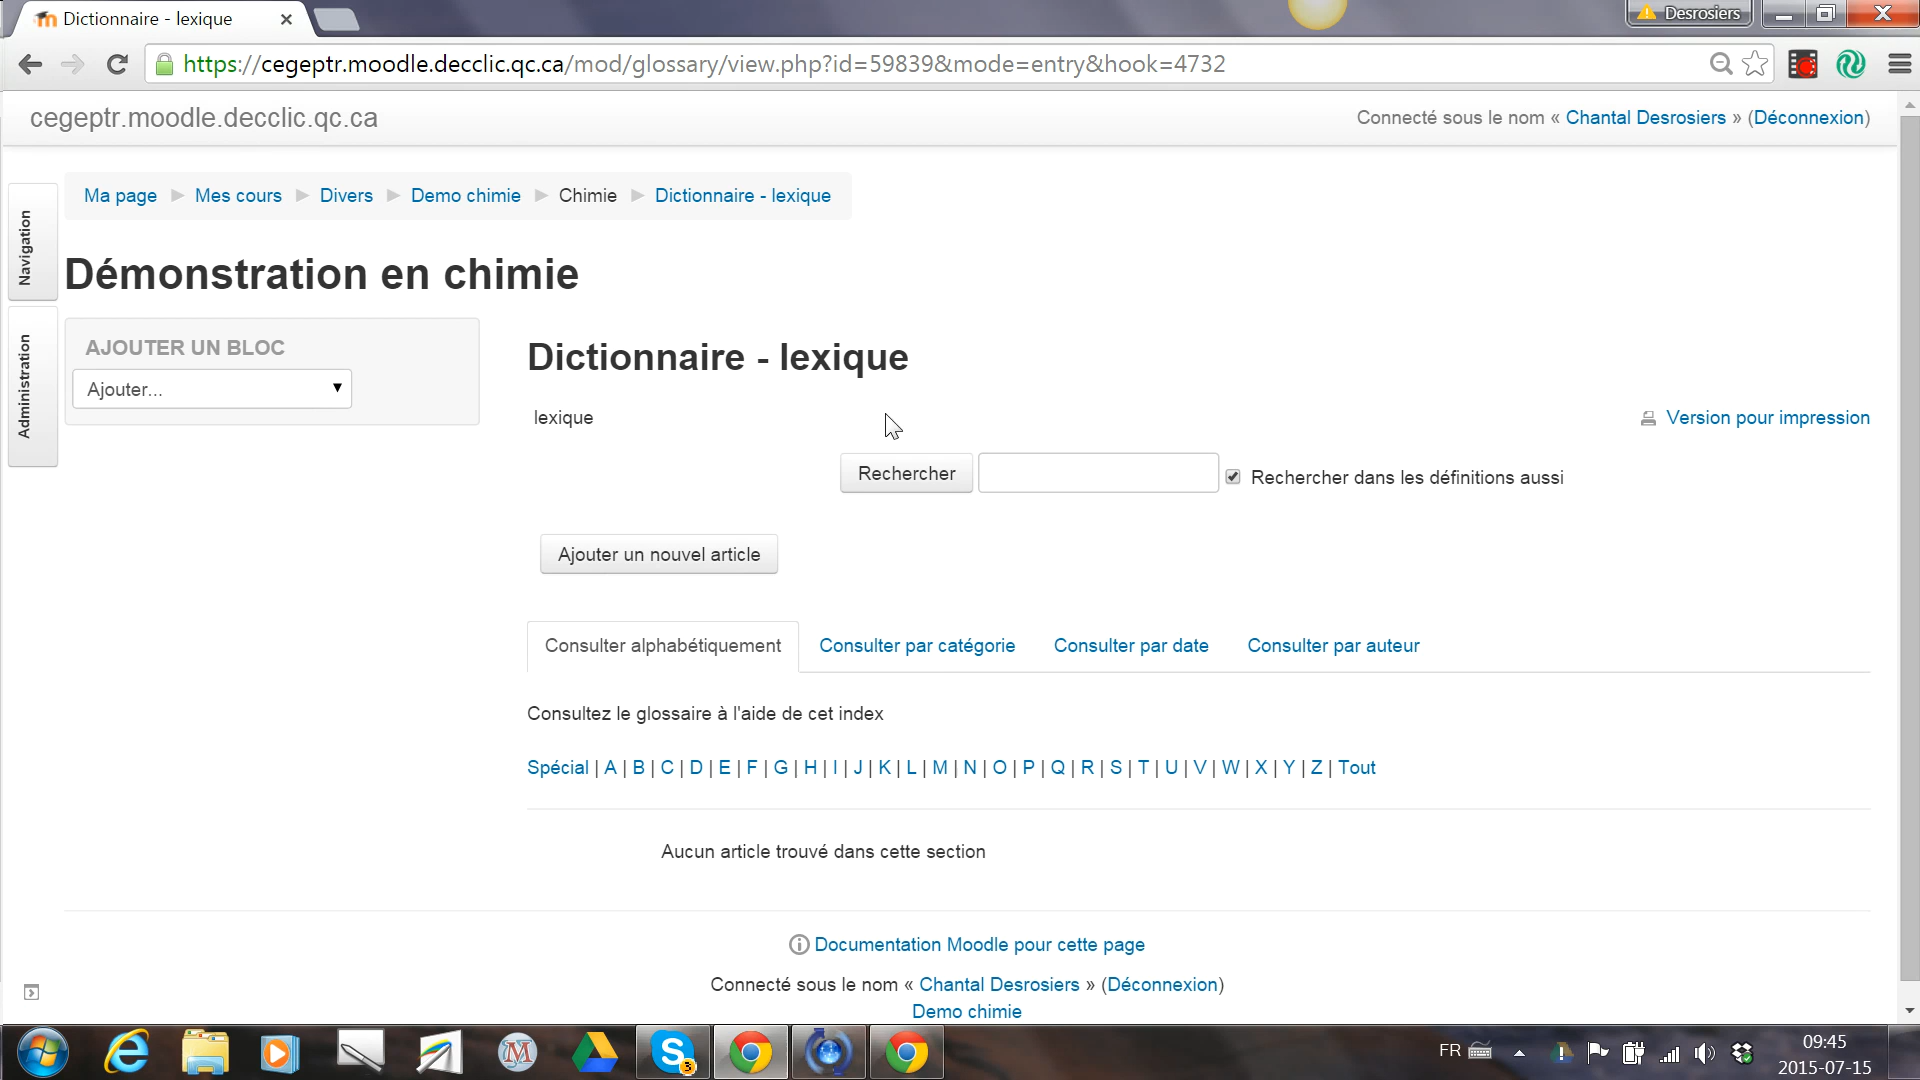 Dictionnaire - lexique
Desrosiers
https://cegeptr.moodle.decclic.qc.ca/mod/glossary/view.php?id=59839&mode=entry&hook=4732
cegeptr.moodle.decclic.qc.ca
Connecté sous le nom « Chantal Desrosiers » (Déconnexion)
Ma page ► Mes cours ► Divers ► Demo chimie ► Chimie ► Dictionnaire - lexique
Navigation
Administration
Démonstration en chimie
AJOUTER UN BLOC
Ajouter...
Dictionnaire - lexique
lexique
Version pour impression
Rechercher
Rechercher dans les définitions aussi
Ajouter un nouvel article
Consulter alphabétiquement
Consulter par catégorie
Consulter par date
Consulter par auteur
Consultez le glossaire à l'aide de cet index
Spécial | A | B | C | D | E | F | G | H | I | J | K | L | M | N | O | P | Q | R | S | T | U | V | W | X | Y | Z | Tout
Aucun article trouvé dans cette section
Documentation Moodle pour cette page
Connecté sous le nom « Chantal Desrosiers » (Déconnexion)
Demo chimie
S
3
M
FR
09:45
2015-07-15